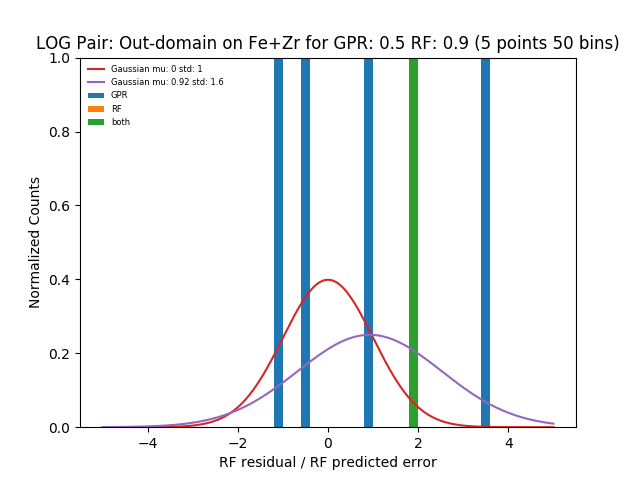 LOG Pair: Out-domain on Fe+Zr for GPR: 0.5 RF: 0.9 (5 points 50 bins)
Gaussian mu: 0 std: 1
Gaussian mu: 0.92 std: 1.6
GPR
RF
both
1.0
0.8
0.6
0.4
0.2
0.0
Normalized Counts
−4
−2
0
2
4
RF residual / RF predicted error